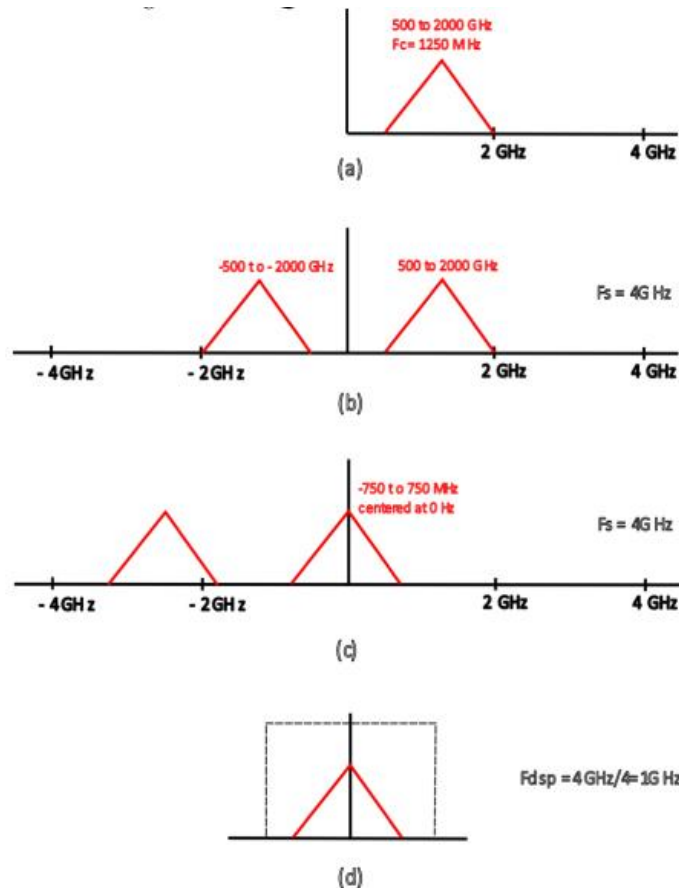 500 to 2000 GHz
Fc= 1250 MHz
2 GHz
4 GHz
(a)
-500 to - 2000 GHz
500 to 2000 GHz
Fs = 4G Hz
- 4GHz
- 2GHz
2 GHz
4 GHz
(b)
-750 to 750 MHz
centered at 0 Hz
Fs = 4G Hz
- 4GHz
- 2GHz
2 GHz
4 GHz
(c)
Fdsp = 4 GHz/4=1G Hz
(d)